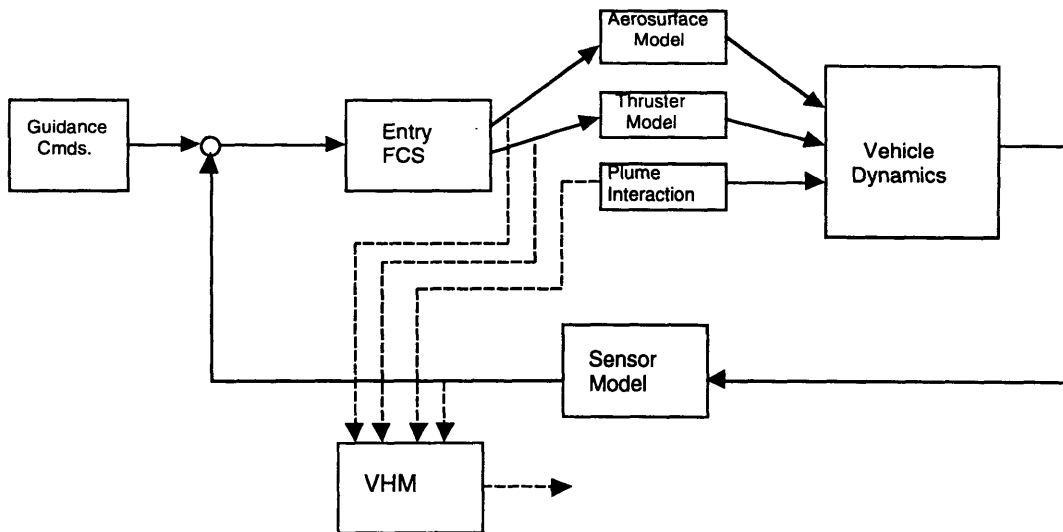 Aerosurface
Model
Guidance
Cmds.
Entry
FCS
Thruster
Model
Plume
Interaction
Vehicle
Dynamics
Sensor
Model
VHM